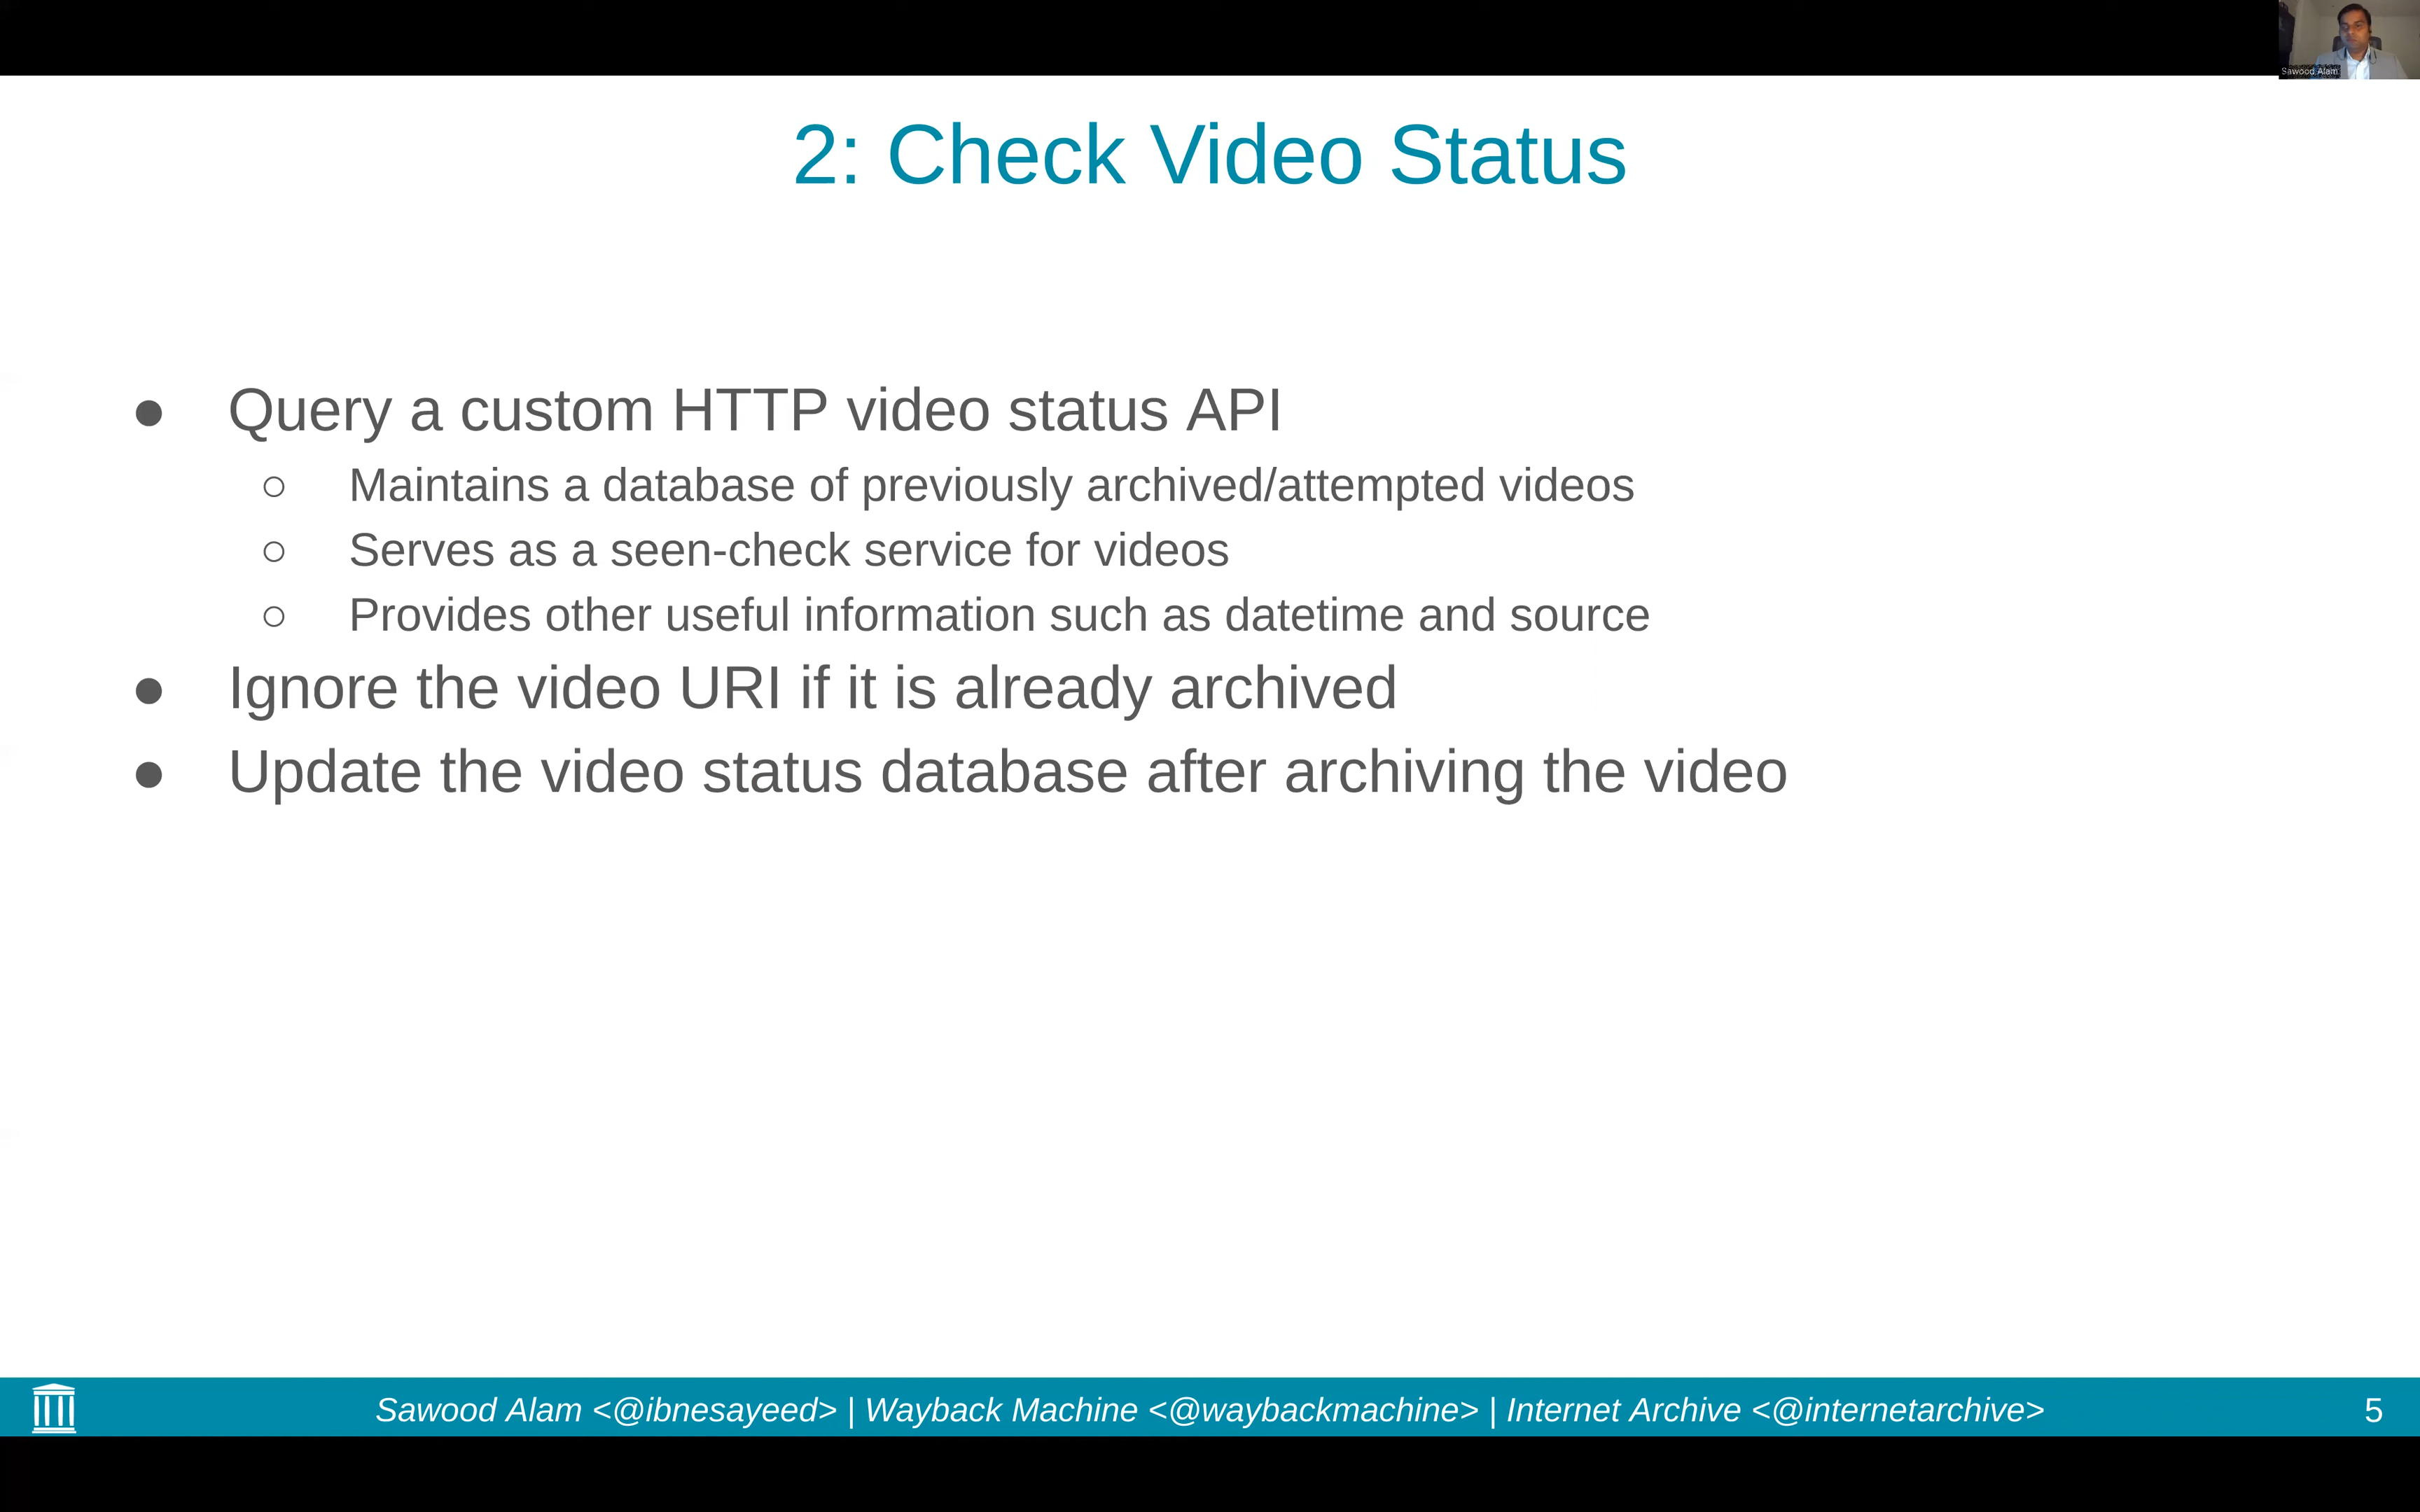 Sawood Alam
2: Check Video Status
● Query a custom HTTP video status API
○ Maintains a database of previously archived/attempted videos
○ Serves as a seen-check service for videos
○ Provides other useful information such as datetime and source
● Ignore the video URI if it is already archived
● Update the video status database after archiving the video
Sawood Alam <@ibnesayeed> | Wayback Machine <@waybackmachine> | Internet Archive <@internetarchive>
5